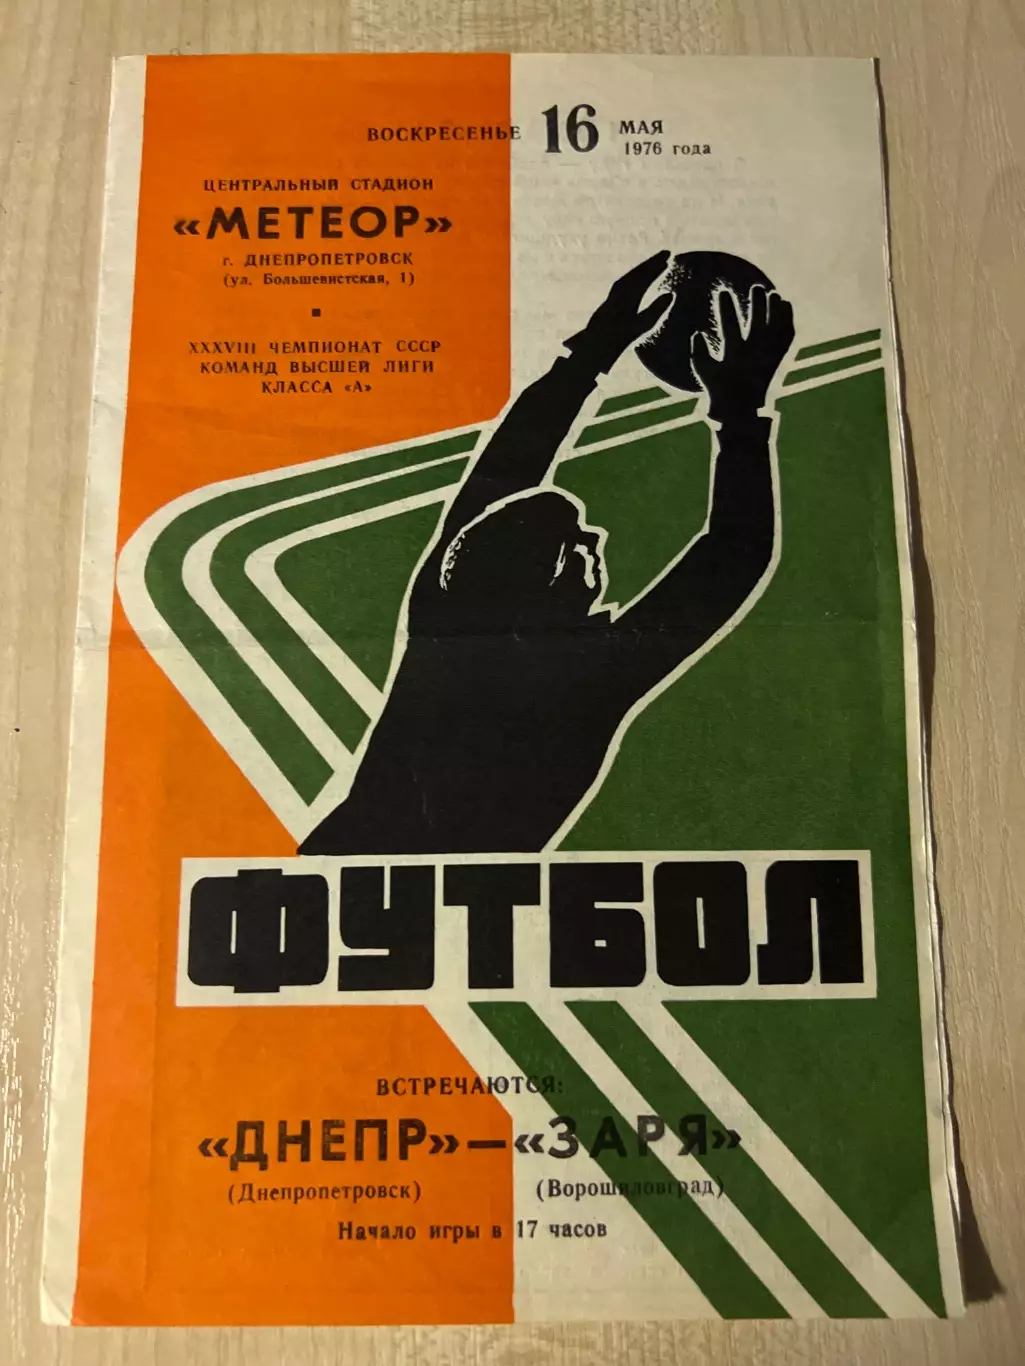 ВОСКРЕСЕНЬЕ 16 МАЯ
1976 года
ЦЕНТРАЛЬНЫЙ СТАДИОН
«МЕТЕОР»
г. ДНЕПРОПЕТРОВСК
(ул. Большевистская, 1)
XXXVIII ЧЕМПИОНАТ СССР
КОМАНД ВЫСШЕЙ ЛИГИ
КЛАССА «А»
ФУТБОЛ
ВСТРЕЧАЮТСЯ:
«ДНЕПР»—«ЗАРЯ»
(Днепропетровск) (Ворошиловград)
Начало игры в 17 часов